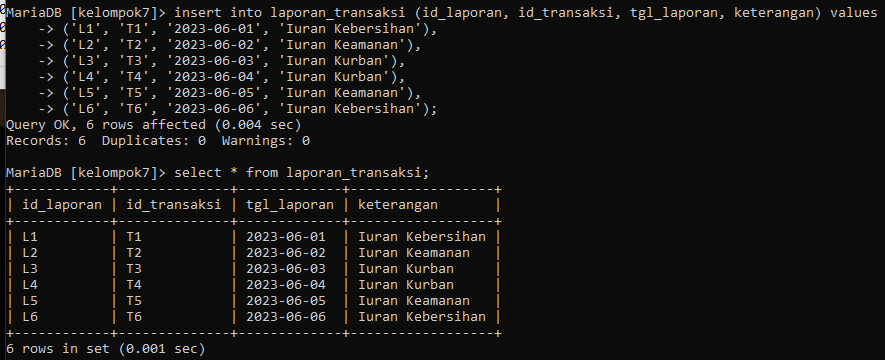 MariaDB [kelompok7]> insert into laporan_transaksi (id_laporan, id_transaksi, tgl_laporan, keterangan) values
    -> ('L1', 'T1', '2023-06-01', 'Iuran Kebersihan'),
    -> ('L2', 'T2', '2023-06-02', 'Iuran Keamanan'),
    -> ('L3', 'T3', '2023-06-03', 'Iuran Kurban'),
    -> ('L4', 'T4', '2023-06-04', 'Iuran Kurban'),
    -> ('L5', 'T5', '2023-06-05', 'Iuran Keamanan'),
    -> ('L6', 'T6', '2023-06-06', 'Iuran Kebersihan');
Query OK, 6 rows affected (0.004 sec)
Records: 6  Duplicates: 0  Warnings: 0

MariaDB [kelompok7]> select * from laporan_transaksi;
+------------+--------------+-------------+------------------+
| id_laporan | id_transaksi | tgl_laporan | keterangan       |
+------------+--------------+-------------+------------------+
| L1         | T1           | 2023-06-01  | Iuran Kebersihan |
| L2         | T2           | 2023-06-02  | Iuran Keamanan   |
| L3         | T3           | 2023-06-03  | Iuran Kurban     |
| L4         | T4           | 2023-06-04  | Iuran Kurban     |
| L5         | T5           | 2023-06-05  | Iuran Keamanan   |
| L6         | T6           | 2023-06-06  | Iuran Kebersihan |
+------------+--------------+-------------+------------------+
6 rows in set (0.001 sec)